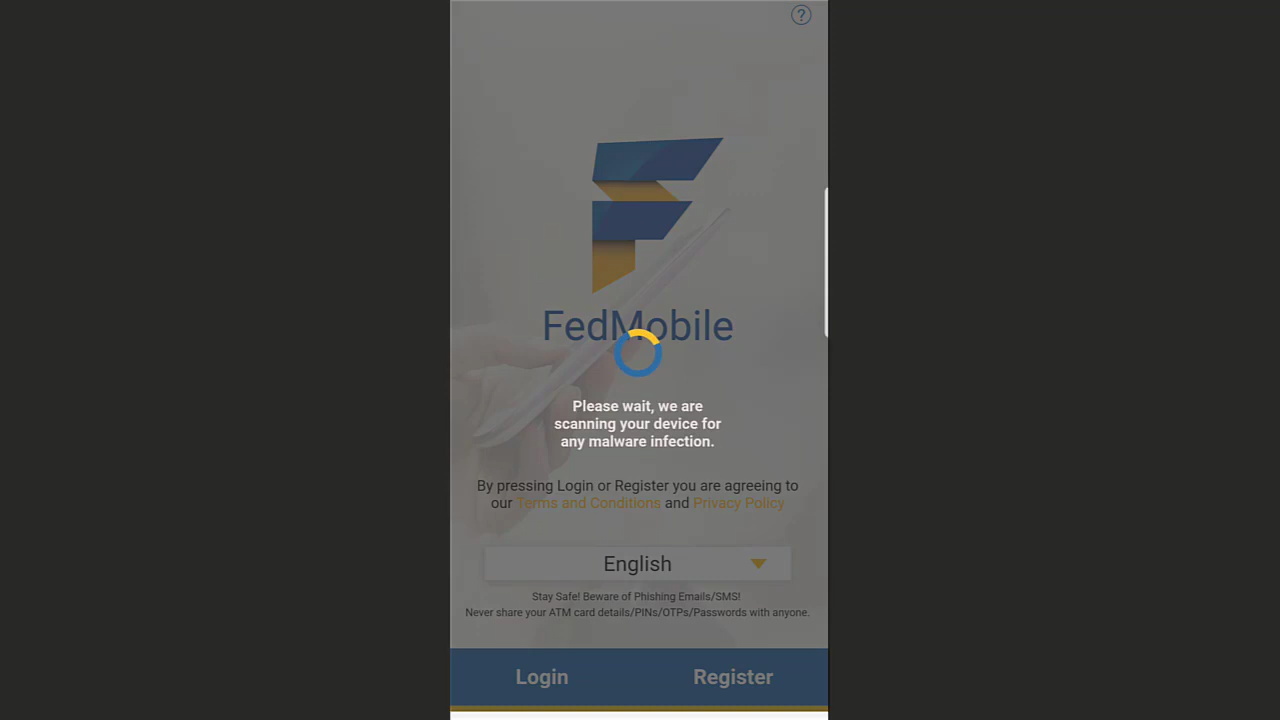 ?
FedMobile
Please wait, we are
scanning your device for
any malware infection.
By pressing Login or Register you are agreeing to
our Terms and Conditions and Privacy Policy
English
Stay Safe! Beware of Phishing Emails/SMS!
Never share your ATM card details/PINs/OTPs/Passwords with anyone.
Login Register